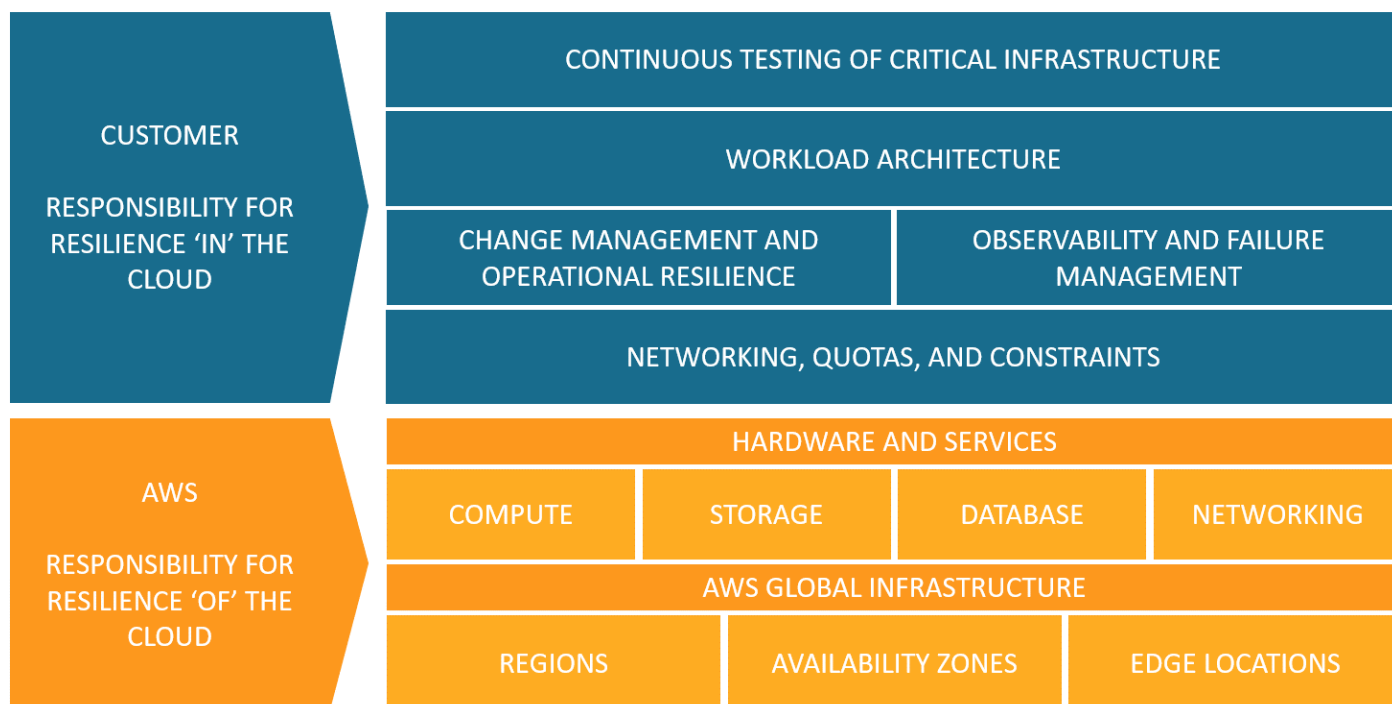 CUSTOMER
RESPONSIBILITY FOR
RESILIENCE ‘IN’ THE
CLOUD
CONTINUOUS TESTING OF CRITICAL INFRASTRUCTURE
WORKLOAD ARCHITECTURE
CHANGE MANAGEMENT AND
OPERATIONAL RESILIENCE
OBSERVABILITY AND FAILURE
MANAGEMENT
NETWORKING, QUOTAS, AND CONSTRAINTS
AWS
RESPONSIBILITY FOR
RESILIENCE ‘OF’ THE
CLOUD
HARDWARE AND SERVICES
COMPUTE
STORAGE
DATABASE
NETWORKING
AWS GLOBAL INFRASTRUCTURE
REGIONS
AVAILABILITY ZONES
EDGE LOCATIONS